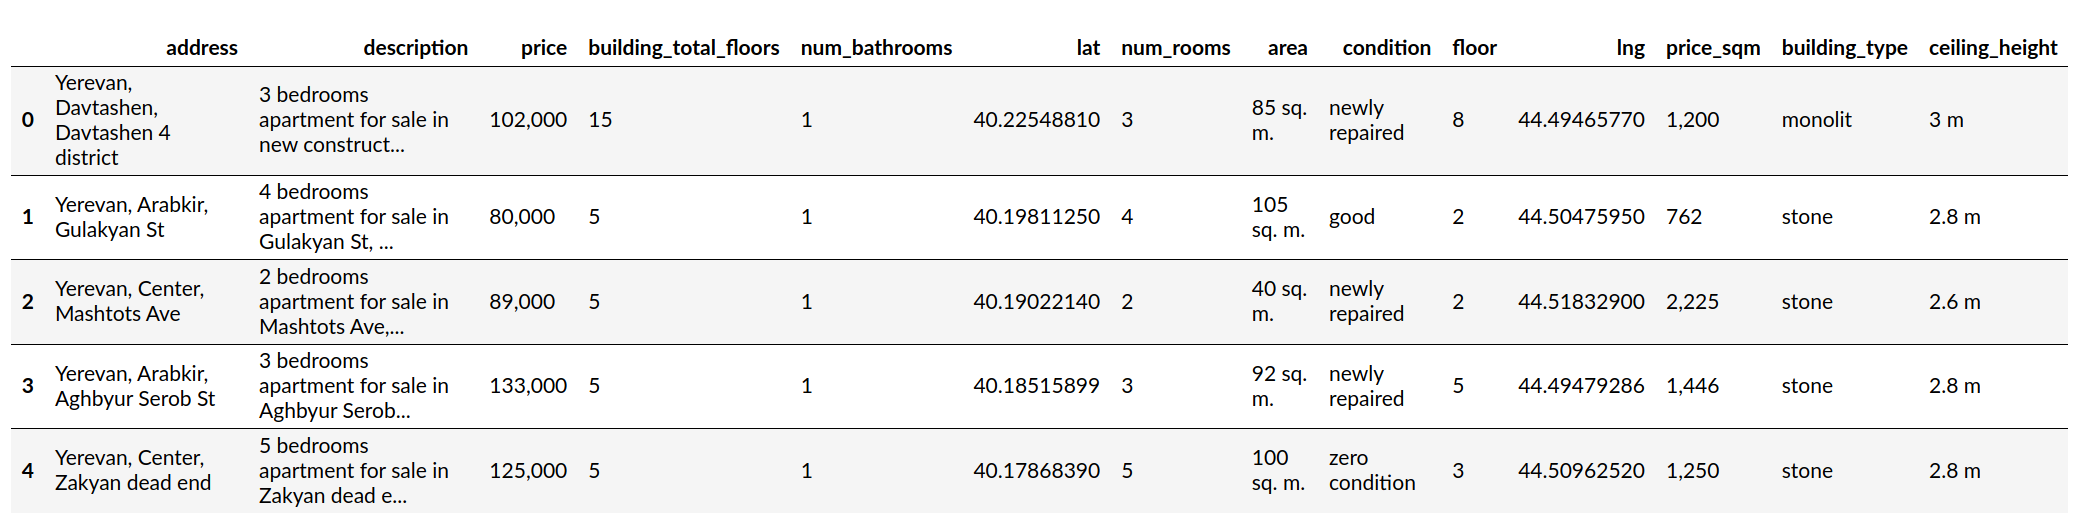 address description price building_total_floors num_bathrooms lat num_rooms area condition floor lng price_sqm building_type ceiling_height
0 Yerevan, Davtashen, Davtashen 4 district 3 bedrooms apartment for sale in new construct... 102,000 15 1 40.22548810 3 85 sq. m. newly repaired 8 44.49465770 1,200 monolit 3 m
1 Yerevan, Arabkir, Gulakyan St 4 bedrooms apartment for sale in Gulakyan St, ... 80,000 5 1 40.19811250 4 105 sq. m. good 2 44.50475950 762 stone 2.8 m
2 Yerevan, Center, Mashtots Ave 2 bedrooms apartment for sale in Mashtots Ave,... 89,000 5 1 40.19022140 2 40 sq. m. newly repaired 2 44.51832900 2,225 stone 2.6 m
3 Yerevan, Arabkir, Aghbyur Serob St 3 bedrooms apartment for sale in Aghbyur Serob... 133,000 5 1 40.18515899 3 92 sq. m. newly repaired 5 44.49479286 1,446 stone 2.8 m
4 Yerevan, Center, Zakyan dead end 5 bedrooms apartment for sale in Zakyan dead e... 125,000 5 1 40.17868390 5 100 sq. m. zero condition 3 44.50962520 1,250 stone 2.8 m